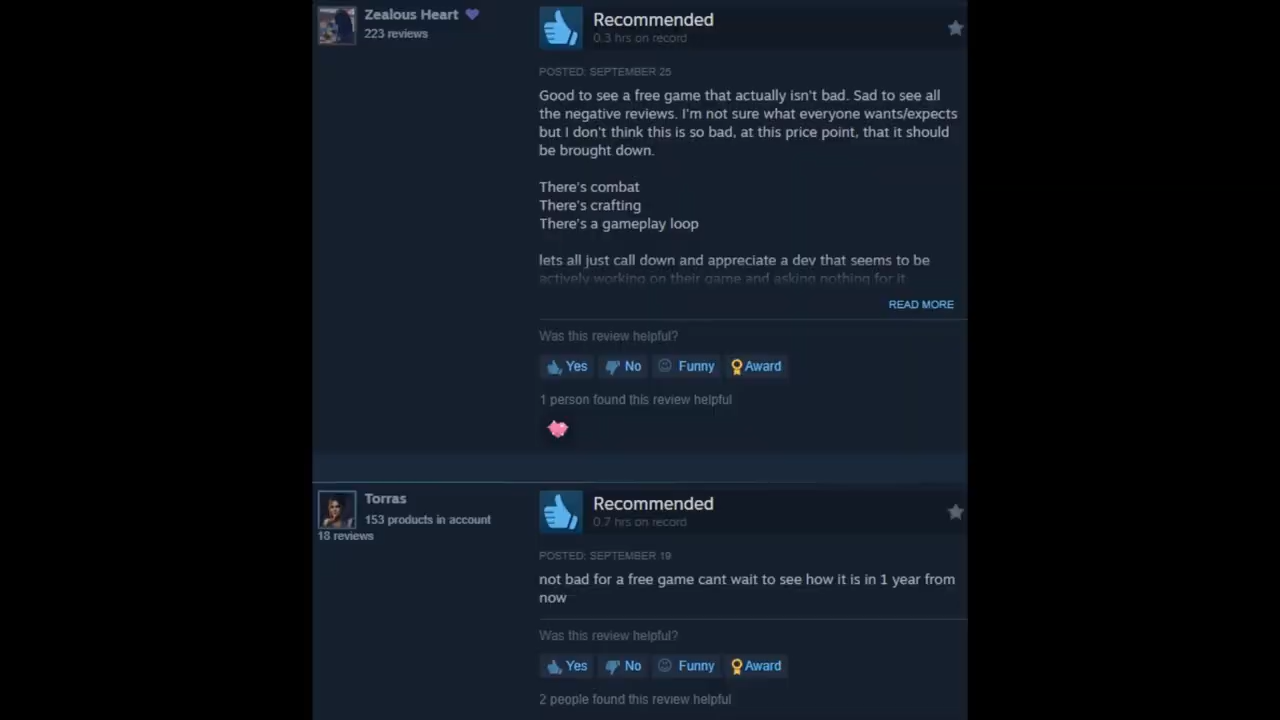 Zealous Heart
223 reviews
Recommended
0.3 hrs on record
POSTED: SEPTEMBER 25
Good to see a free game that actually isn't bad. Sad to see all
the negative reviews. I'm not sure what everyone wants/expects
but I don't think this is so bad, at this price point, that it should
be brought down.
There's combat
There's crafting
There's a gameplay loop
lets all just call down and appreciate a dev that seems to be
actively working on their game and asking nothing for it
READ MORE
Was this review helpful?
Yes No Funny Award
1 person found this review helpful
Torras
153 products in account
18 reviews
Recommended
0.7 hrs on record
POSTED: SEPTEMBER 19
not bad for a free game cant wait to see how it is in 1 year from
now
Was this review helpful?
Yes No Funny Award
2 people found this review helpful